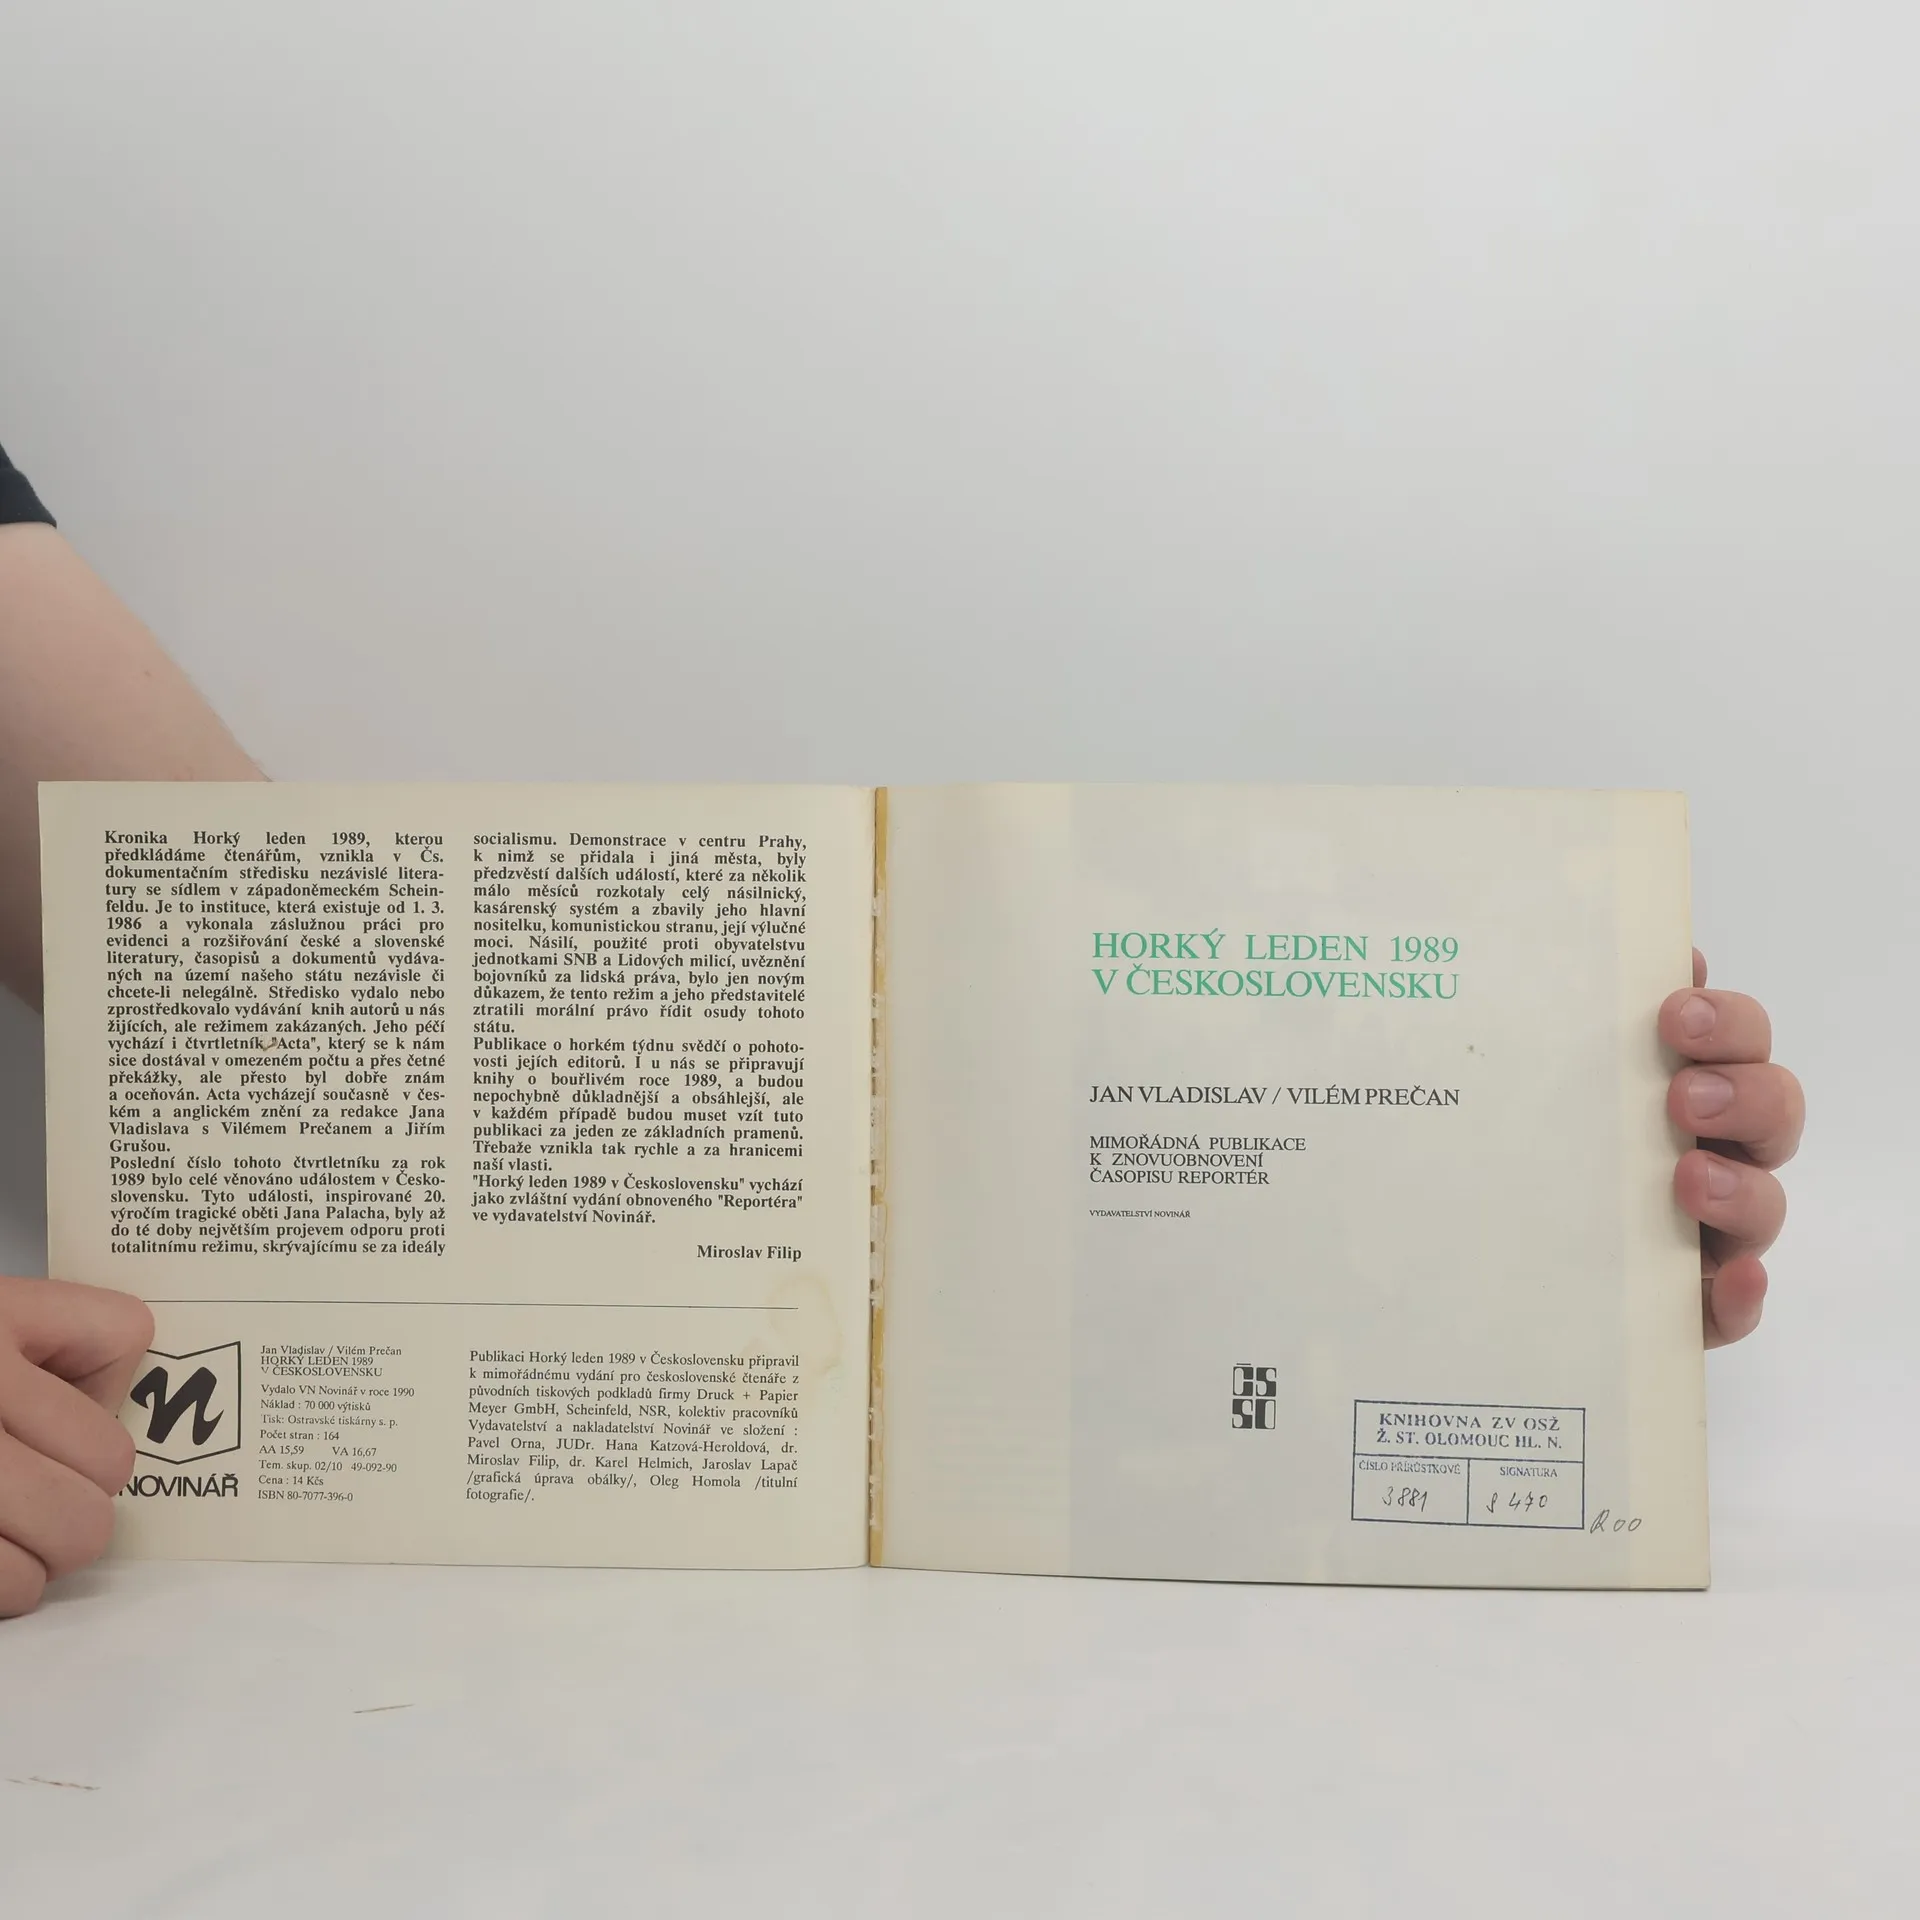 Kronika Horký leden 1989, kterou
předkládáme čtenářům, vznikla v Čs.
dokumentačním středisku nezávislé litera-
tury se sídlem v západoněmeckém Schein-
feldu. Je to instituce, která existuje od 1. 3.
1986 a vykonala záslužnou práci pro
evidenci a rozšiřování české a slovenské
literatury, časopisů a dokumentů vydáva-
ných na území našeho státu nezávisle či
chcete-li nelegálně. Středisko vydalo nebo
zprostředkovalo vydávání knih autorů u nás
žijících, ale režimem zakázaných. Jeho péčí
vychází i čtvrtletník "Acta", který se k nám
sice dostával v omezeném počtu a přes četné
překážky, ale přesto byl dobře znám
a oceňován. Acta vycházejí současně v čes-
kém a anglickém znění za redakce Jana
Vladislava s Vilémem Prečanem a Jiřím
Grušou.
Poslední číslo tohoto čtvrtletníku za rok
1989 bylo celé věnováno událostem v Česko-
slovensku. Tyto události, inspirované 20.
výročím tragické oběti Jana Palacha, byly až
do té doby největším projevem odporu proti
totalitnímu režimu, skrývajícímu se za ideály
socialismu. Demonstrace v centru Prahy,
k nimž se přidala i jiná města, byly
předzvěstí dalších událostí, které za několik
málo měsíců rozkotaly celý násilnický,
kasárenský systém a zbavily jeho hlavní
nositelku, komunistickou stranu, její výlučné
moci. Násilí, použité proti obyvatelstvu
jednotkami SNB a Lidových milicí, uvěznění
bojovníků za lidská práva, bylo jen novým
důkazem, že tento režim a jeho představitelé
ztratili morální právo řídit osudy tohoto
státu.
Publikace o horkém týdnu svědčí o pohoto-
vosti jejích editorů. I u nás se připravují
knihy o bouřlivém roce 1989, a budou
nepochybně důkladnější a obsáhlejší, ale
v každém případě budou muset vzít tuto
publikaci za jeden ze základních pramenů.
Třebaže vznikla tak rychle a za hranicemi
naší vlasti.
"Horký leden 1989 v Československu" vychází
jako zvláštní vydání obnoveného "Reportéra"
ve vydavatelství Novinář.
Miroslav Filip
n
NOVINÁŘ
Jan Vladislav / Vilém Prečan
HORKÝ LEDEN 1989
V ČESKOSLOVENSKU
Vydalo VN Novinář v roce 1990
Náklad : 70 000 výtisků
Tisk: Ostravské tiskárny s. p.
Počet stran : 164
AA 15,59 VA 16,67
Tem. skup. 02/10 49-092-90
Cena : 14 Kčs
ISBN 80-7077-396-0
Publikaci Horký leden 1989 v Československu připravil
k mimořádnému vydání pro československé čtenáře z
původních tiskových podkladů firmy Druck + Papier
Meyer GmbH, Scheinfeld, NSR, kolektiv pracovníků
Vydavatelství a nakladatelství Novinář ve složení :
Pavel Orna, JUDr. Hana Katzová-Heroldová, dr.
Miroslav Filip, dr. Karel Helmich, Jaroslav Lapač
/grafická úprava obálky/, Oleg Homola /titulní
fotografie/.
HORKÝ LEDEN 1989
V ČESKOSLOVENSKU
JAN VLADISLAV / VILÉM PREČAN
MIMOŘÁDNÁ PUBLIKACE
K ZNOVUOBNOVENÍ
ČASOPISU REPORTÉR
VYDAVATELSTVÍ NOVINÁŘ
ČS
SD
KNIHOVNA ZV OSŽ
Ž. ST. OLOMOUC HL. N.
ČÍSLO PŘÍRŮSTKOVÉ SIGNATURA
3881 470